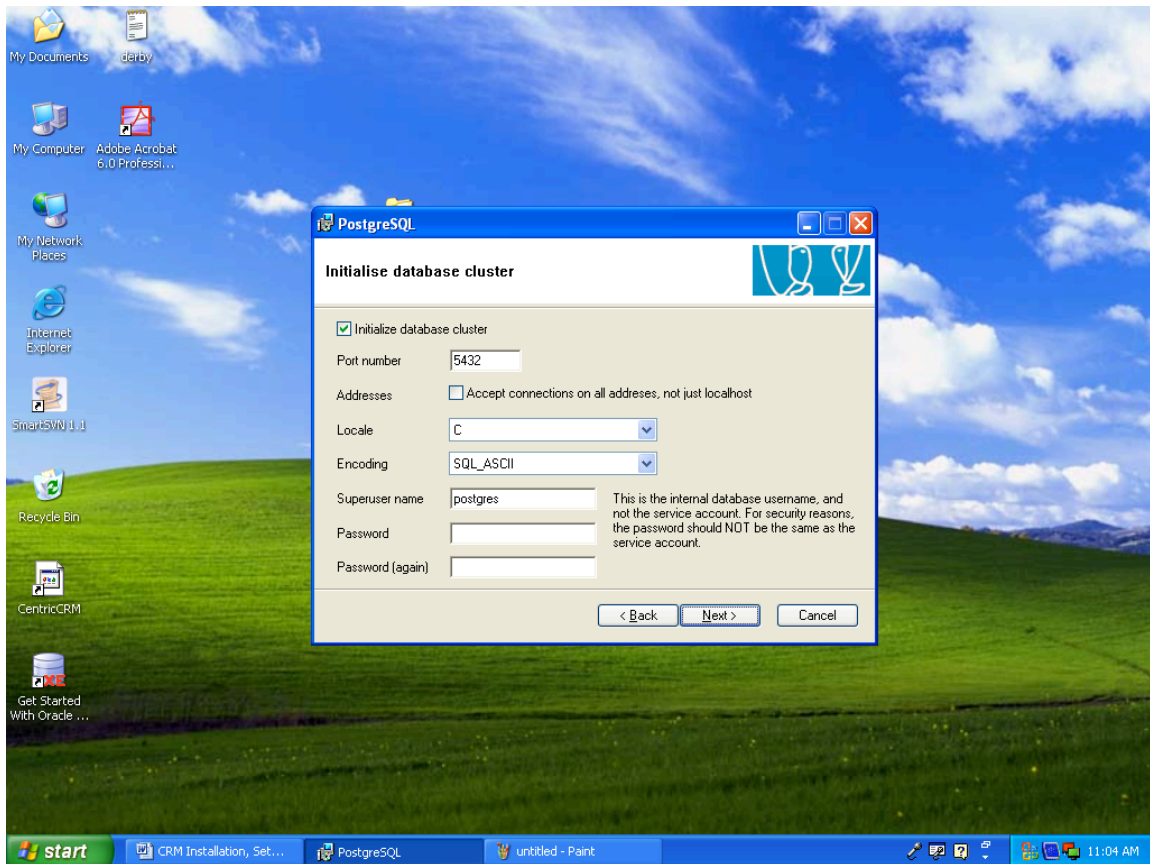 My Documents
derby
My Computer
Adobe Acrobat
6.0 Professi...
My Network
Places
Internet
Explorer
SmartSVN 1.1
Recycle Bin
CentricCRM
XE
Get Started
With Oracle ...
PostgreSQL
Initialise database cluster
Initialize database cluster
Port number
5432
Addresses
Accept connections on all addreses, not just localhost
Locale
C
Encoding
SQL_ASCII
Superuser name
postgres
This is the internal database username, and
not the service account. For security reasons,
the password should NOT be the same as the
service account.
Password
Password (again)
< Back
Next >
Cancel
start
CRM Installation, Set...
PostgreSQL
untitled - Paint
11:04 AM